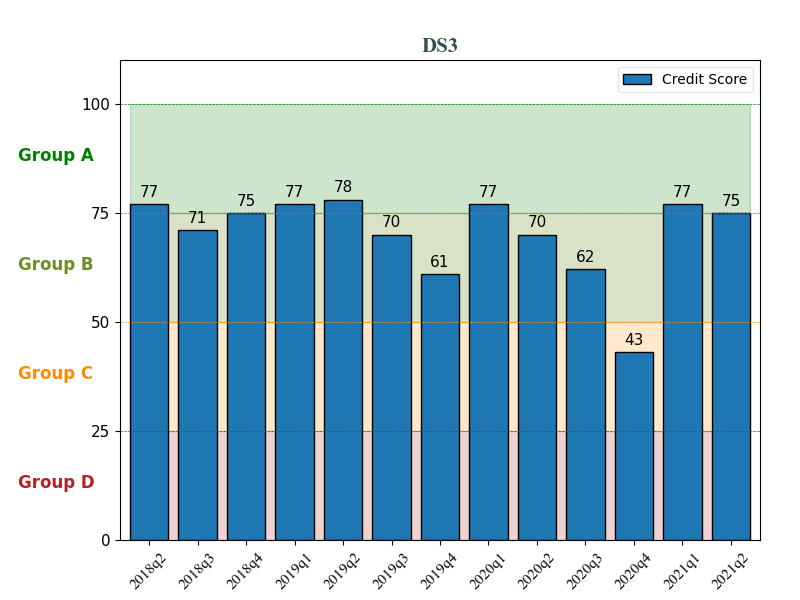 DS3
Credit Score
100
Group A
77
71
75
77
78
70
61
77
70
62
43
77
75
75
Group B
50
Group C
25
Group D
0
2018q2
2018q3
2018q4
2019q1
2019q2
2019q3
2019q4
2020q1
2020q2
2020q3
2020q4
2021q1
2021q2